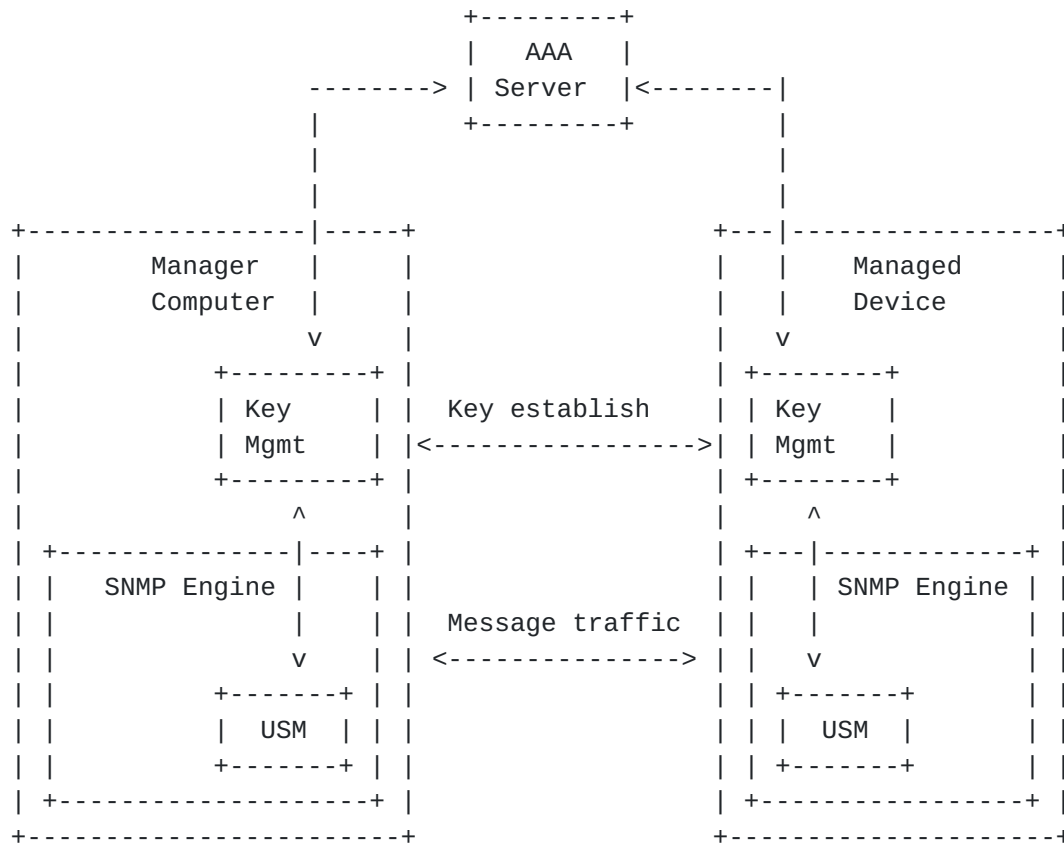 AAA
Server
Manager
Computer
Managed
Device
Key
Mgmt
Key establish
Key
Mgmt
SNMP Engine
Message traffic
SNMP Engine
USM
USM